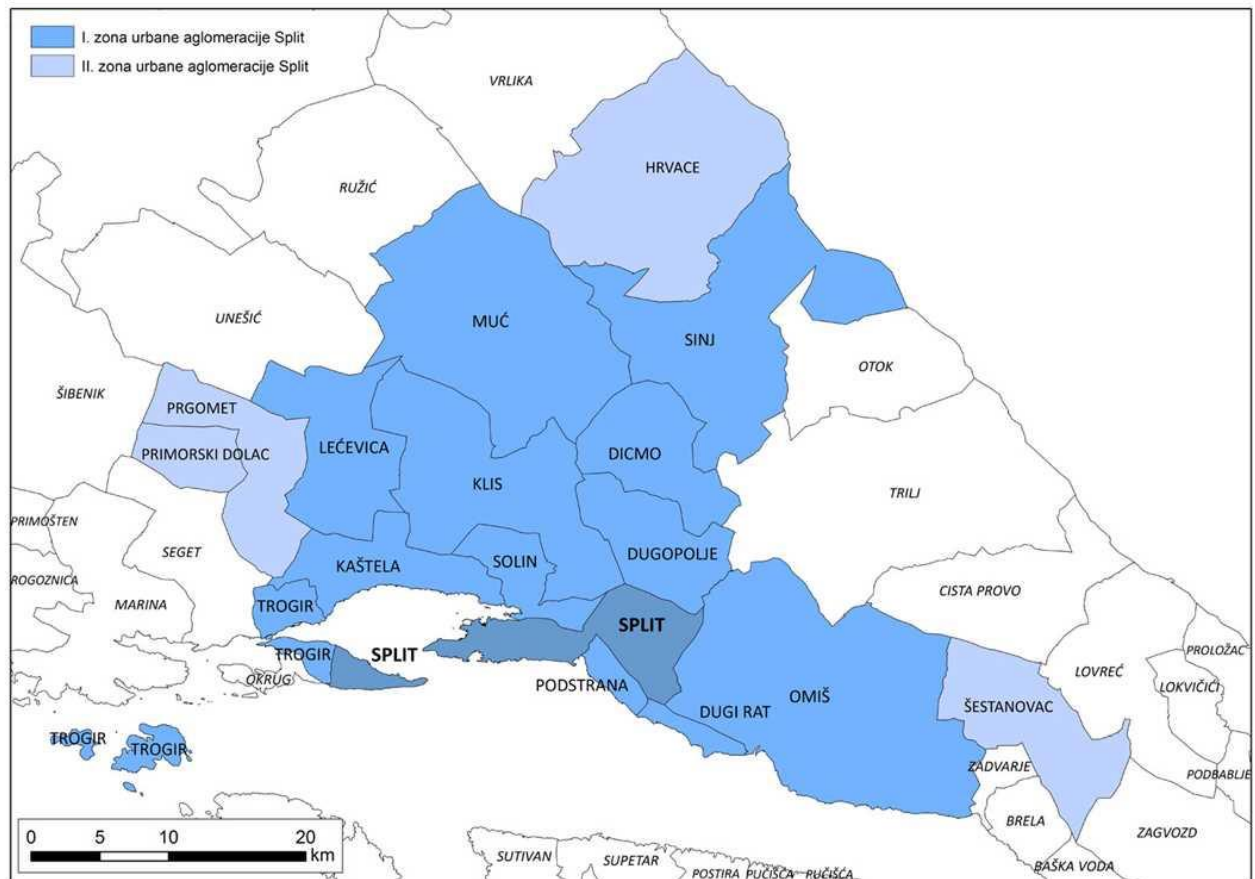 I. zona urbane aglomeracije Split
II. zona urbane aglomeracije Split
VRLIKA
HRVACE
RUŽIĆ
UNEŠIĆ
MUĆ
SINJ
OTOK
ŠIBENIK
PRGOMET
PRIMORSKI DOLAC
LEĆEVICA
DICMO
KLIS
TRILJ
PRIMOŠTEN
SEGET
KAŠTELA
SOLIN
DUGOPOLJE
ROGOZNICA
MARINA
TROGIR
CISTA PROVO
SPLIT
TROGIR
SPLIT
OKRUG
PODSTRANA
DUGI RAT
OMIŠ
ŠESTANOVAC
LOVREĆ
PROLOŽAC
LOKVIČIĆI
TROGIR
TROGIR
ZADVARJE
PODBABLJE
BRELA
ZAGVOZD
BAŠKA VODA
0 5 10 20
km
SUTIVAN
SUPETAR
POSTIRA
PUČIŠĆA
PUČIŠĆA